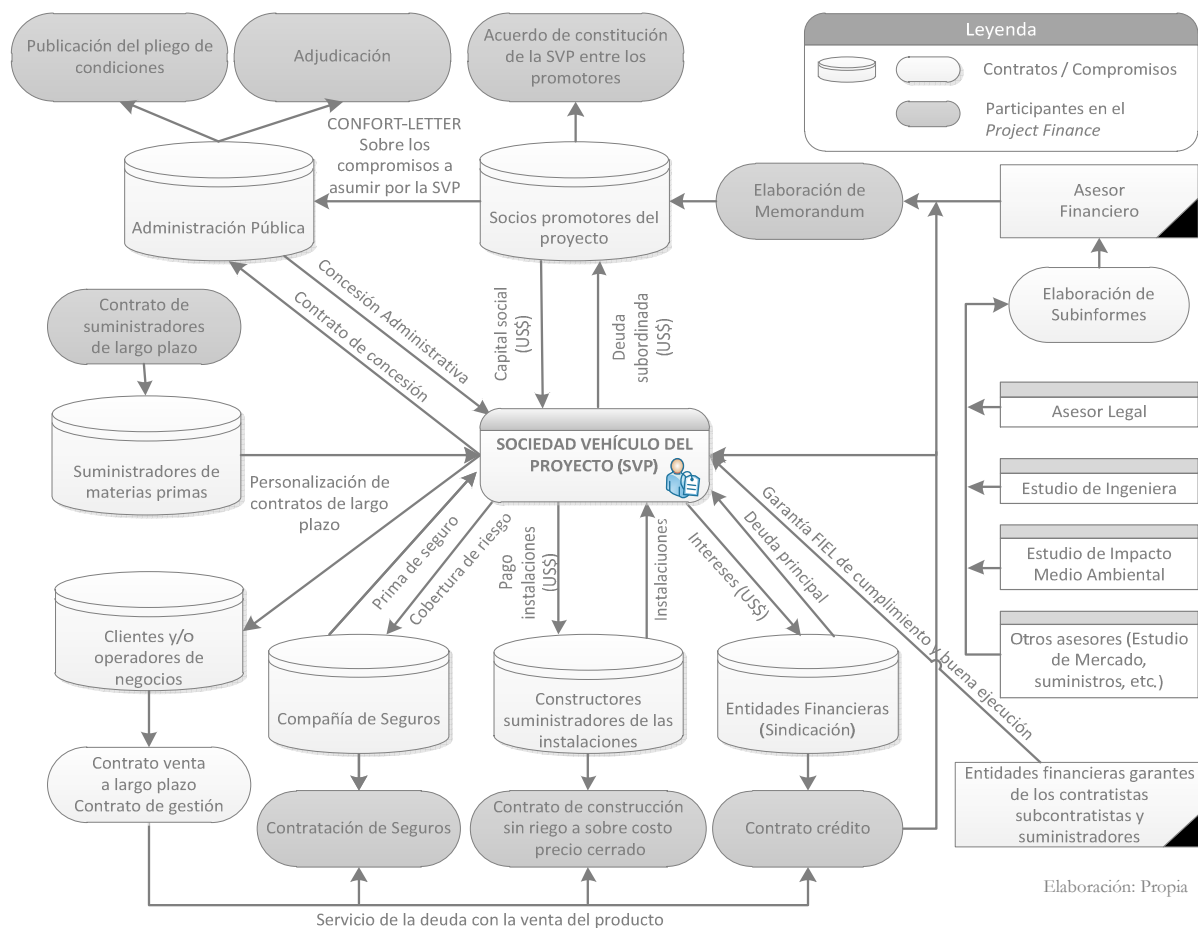 Publicación del pliego de
condiciones
Adjudicación
Acuerdo de constitución
de la SVP entre los
promotores
Leyenda
Contratos / Compromisos
Participantes en el
Project Finance
CONFORT-LETTER
Sobre los
compromisos a
asumir por la SVP
Administración Pública
Socios promotores del
proyecto
Elaboración de
Memorandum
Asesor
Financiero
Elaboración de
Subinformes
Contrato de
suministradores
de largo plazo
Concesión Administrativa
Contrato de concesión
Capital social
(US$)
Deuda
subordinada
(US$)
Asesor Legal
Suministradores de
materias primas
SOCIEDAD VEHÍCULO DEL
PROYECTO (SVP)
Personalización de
contratos de largo
plazo
Estudio de Ingeniera
Estudio de Impacto
Medio Ambiental
Prima de seguro
Cobertura de riesgo
Pago
instalaciones
(US$)
Instalaciuones
Intereses (US$)
Deuda principal
Garantía FIEL de cumplimiento y buena ejecución
Otros asesores (Estudio
de Mercado,
suministros, etc.)
Clientes y/o
operadores de
negocios
Compañía de Seguros
Constructores
suministradores de las
instalaciones
Entidades Financieras
(Sindicación)
Contrato venta
a largo plazo
Contrato de gestión
Contratación de Seguros
Contrato de construcción
sin riego a sobre costo
precio cerrado
Contrato crédito
Entidades financieras garantes
de los contratistas
subcontratistas y
suministradores
Elaboración: Propia
Servicio de la deuda con la venta del producto